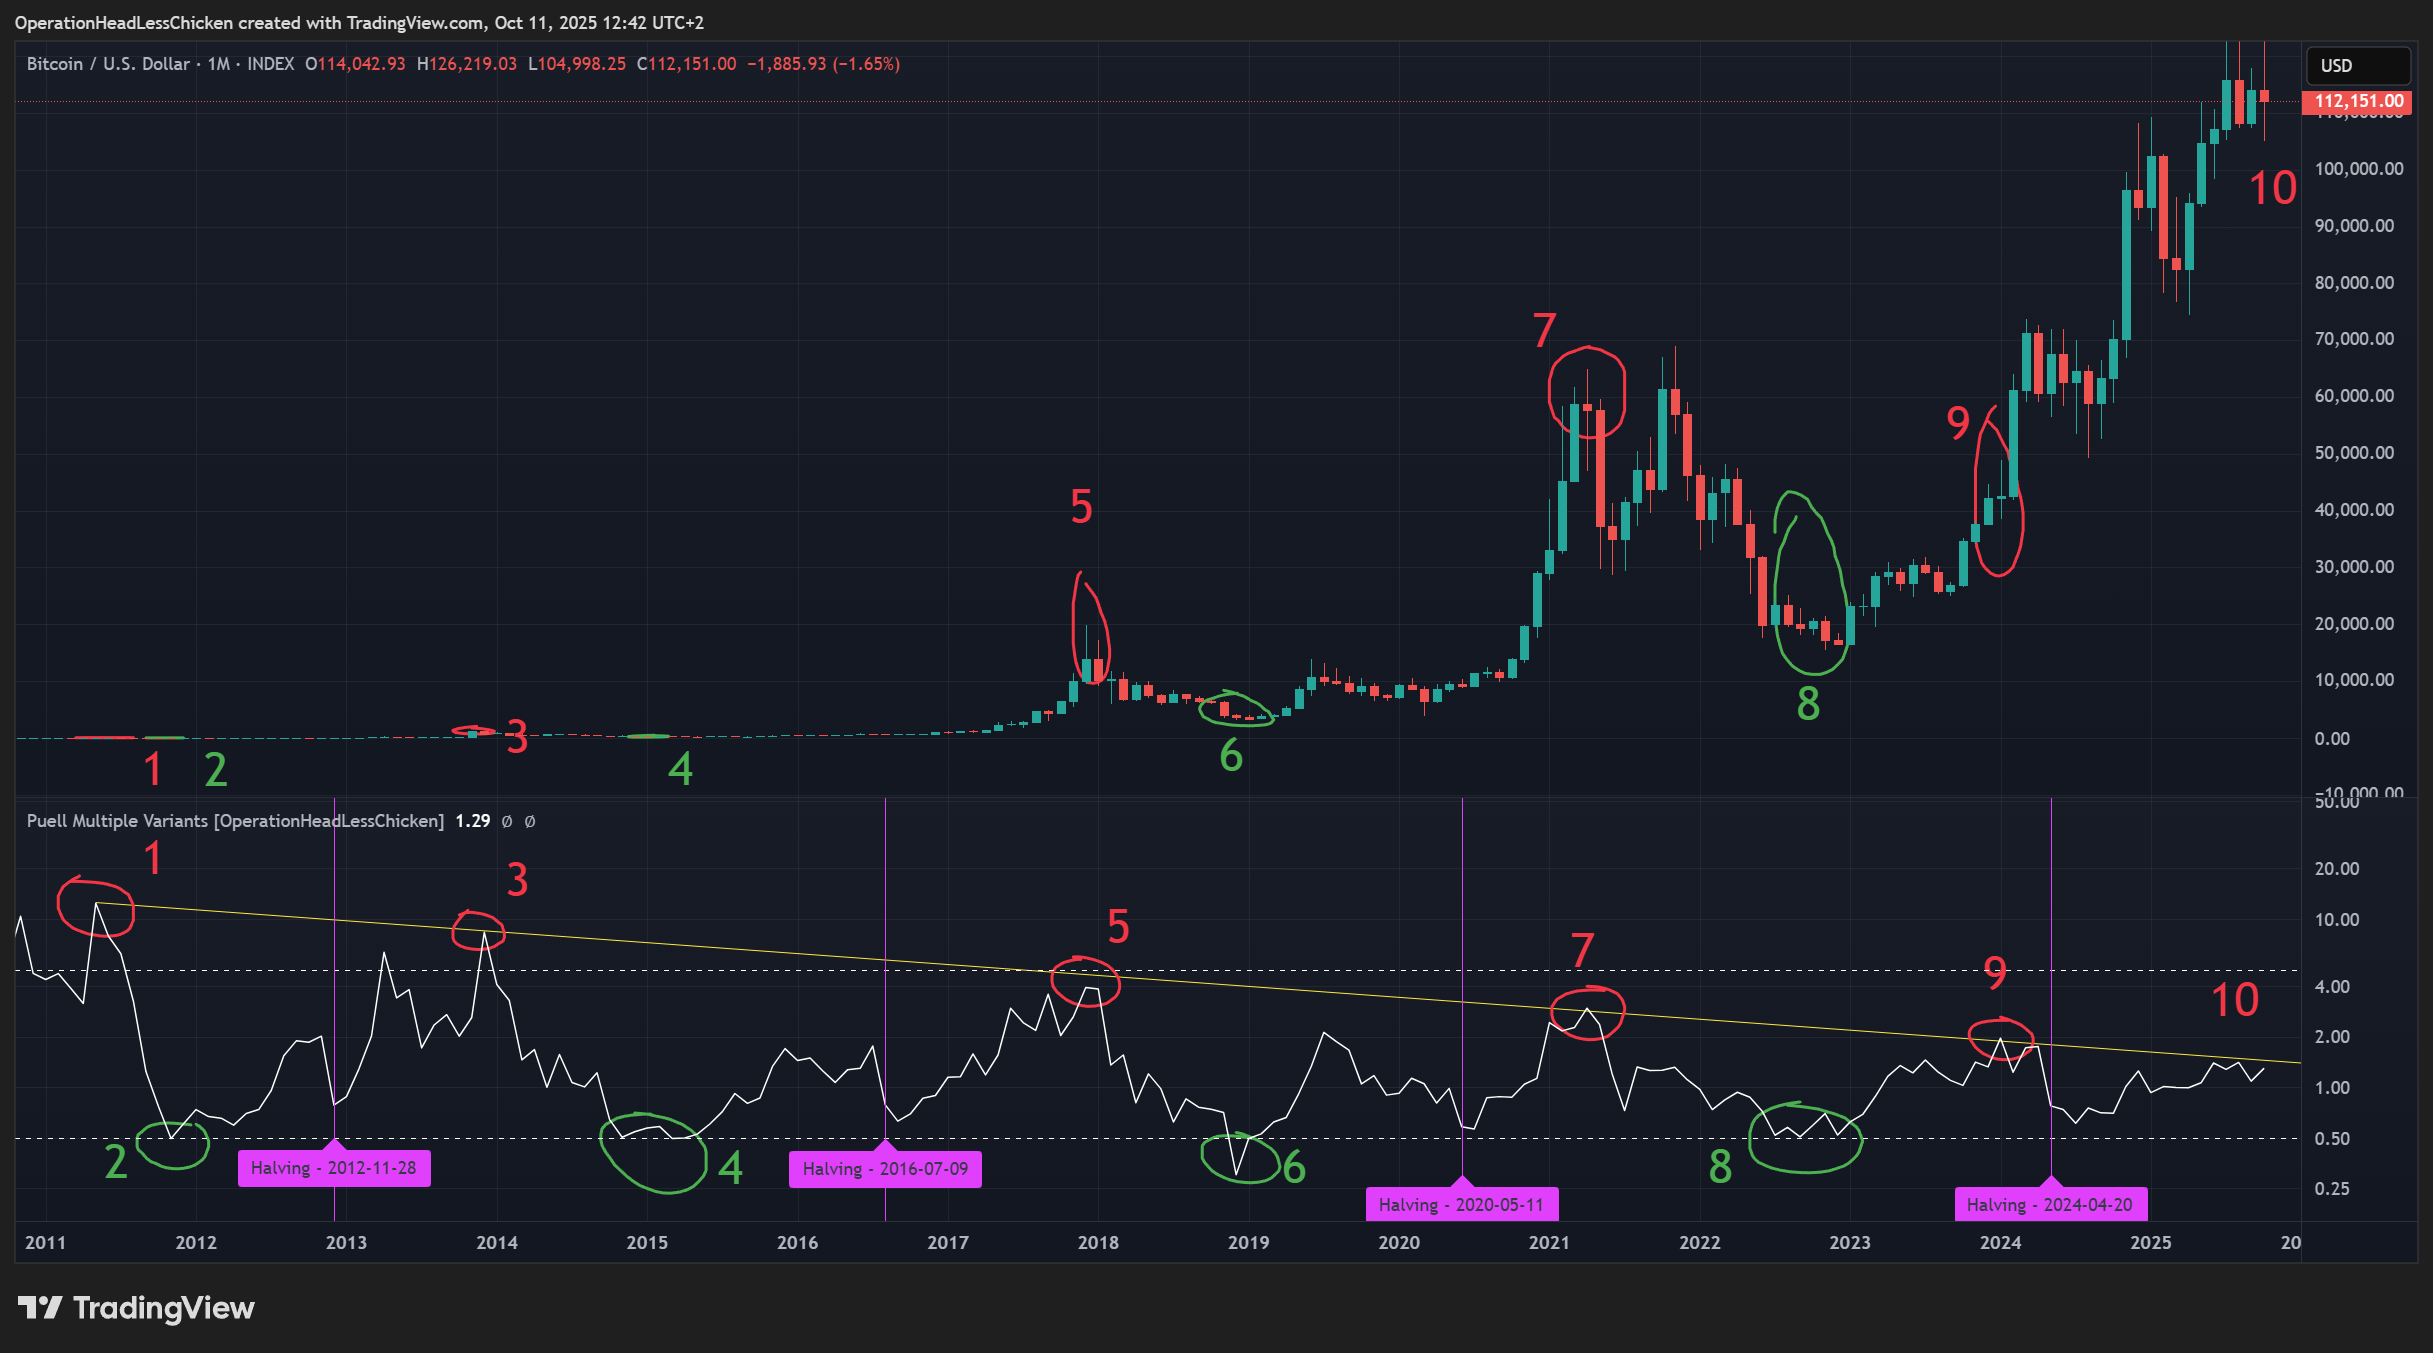 OperationHeadLessChicken created with TradingView.com, Oct 11, 2025 12:42 UTC+2
Bitcoin / U.S. Dollar · 1M · INDEX O114,042.93 H126,219.03 L104,998.25 C112,151.00 −1,885.93 (−1.65%)
USD
112,151.00
100,000.00
10
90,000.00
80,000.00
7
70,000.00
60,000.00
9
50,000.00
5
40,000.00
30,000.00
20,000.00
10,000.00
8
3
0.00
1 2 4 6
−10,000.00
50.00
Puell Multiple Variants [OperationHeadLessChicken] 1.29 ∅ ∅
1
20.00
3
10.00
5
7
9
4.00
10
2.00
1.00
0.50
2 4 6 8
Halving - 2012-11-28
Halving - 2016-07-09
0.25
Halving - 2020-05-11
Halving - 2024-04-20
2011 2012 2013 2014 2015 2016 2017 2018 2019 2020 2021 2022 2023 2024 2025 20
TradingView